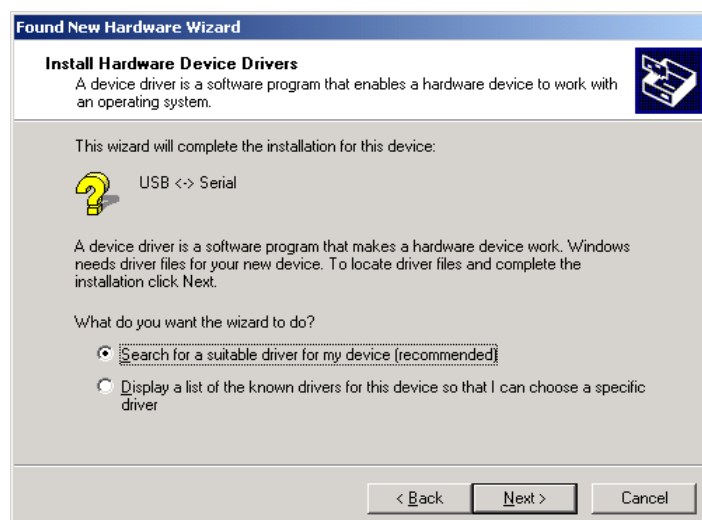 Found New Hardware Wizard
Install Hardware Device Drivers
A device driver is a software program that enables a hardware device to work with
an operating system.
This wizard will complete the installation for this device:
USB <-> Serial
A device driver is a software program that makes a hardware device work. Windows
needs driver files for your new device. To locate driver files and complete the
installation click Next.
What do you want the wizard to do?
Search for a suitable driver for my device (recommended)
Display a list of the known drivers for this device so that I can choose a specific
driver
< Back
Next >
Cancel